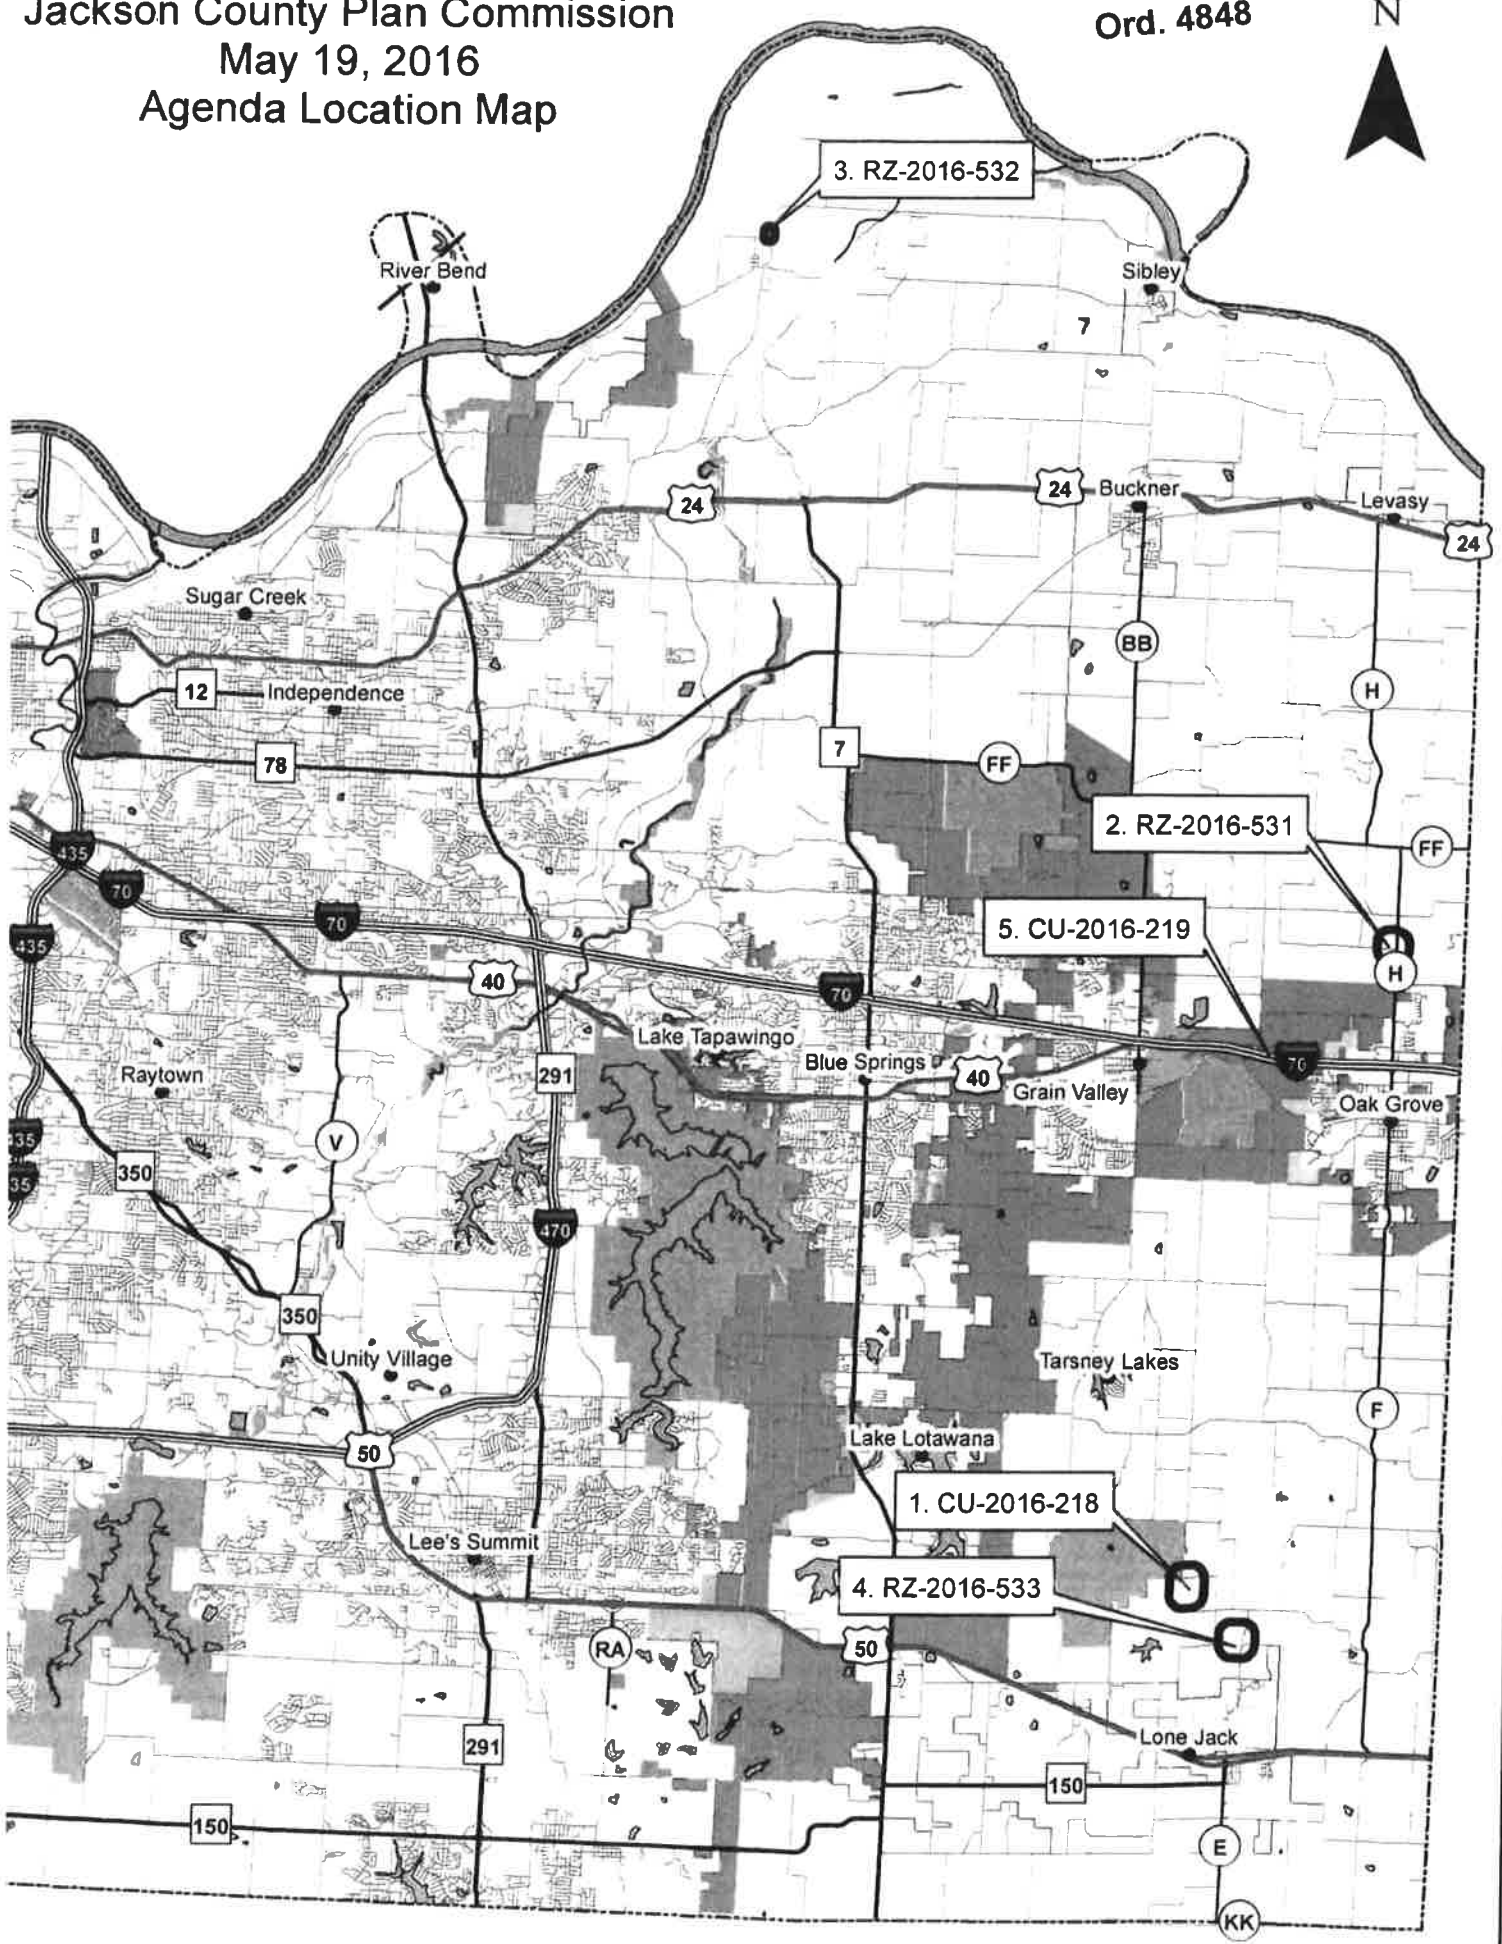 Jackson County Plan Commission
May 19, 2016
Agenda Location Map
Ord. 4848
N
3. RZ-2016-532
River Bend
Sibley
7
24
24
Buckner
Levasy
24
Sugar Creek
BB
12
Independence
H
7
78
FF
2. RZ-2016-531
FF
435
70
70
5. CU-2016-219
435
H
40
70
Lake Tapawingo
Blue Springs
70
291
40
Raytown
Grain Valley
Oak Grove
35
V
350
35
470
350
Unity Village
Tarsney Lakes
F
50
Lake Lotawana
1. CU-2016-218
Lee's Summit
4. RZ-2016-533
RA
50
291
Lone Jack
150
150
E
KK